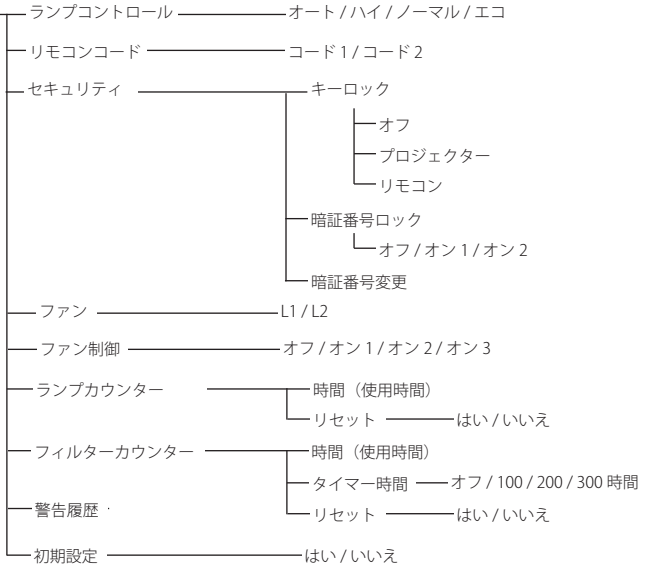 ランプコントロール オート / ハイ / ノーマル / エコ
リモコンコード コード 1 / コード 2
セキュリティ キーロック
オフ
プロジェクター
リモコン
暗証番号ロック
オフ / オン 1 / オン 2
暗証番号変更
ファン L1 / L2
ファン制御 オフ / オン 1 / オン 2 / オン 3
ランプカウンター 時間（使用時間）
リセット はい / いいえ
フィルターカウンター 時間（使用時間）
タイマー時間 オフ / 100 / 200 / 300 時間
警告履歴
リセット はい / いいえ
初期設定 はい / いいえ